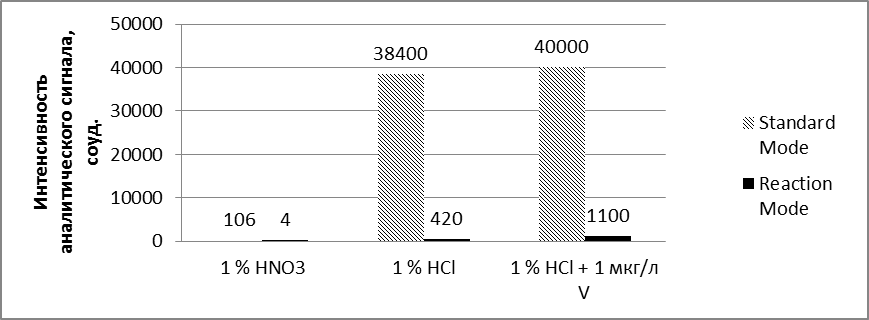 50000
40000
30000
20000
10000
0
Интенсивность
аналитического сигнала,
соуд.
106
4
38400
420
40000
1100
1 % HNO3
1 % HCl
1 % HCl + 1 мкг/л
V
Standard
Mode
Reaction
Mode